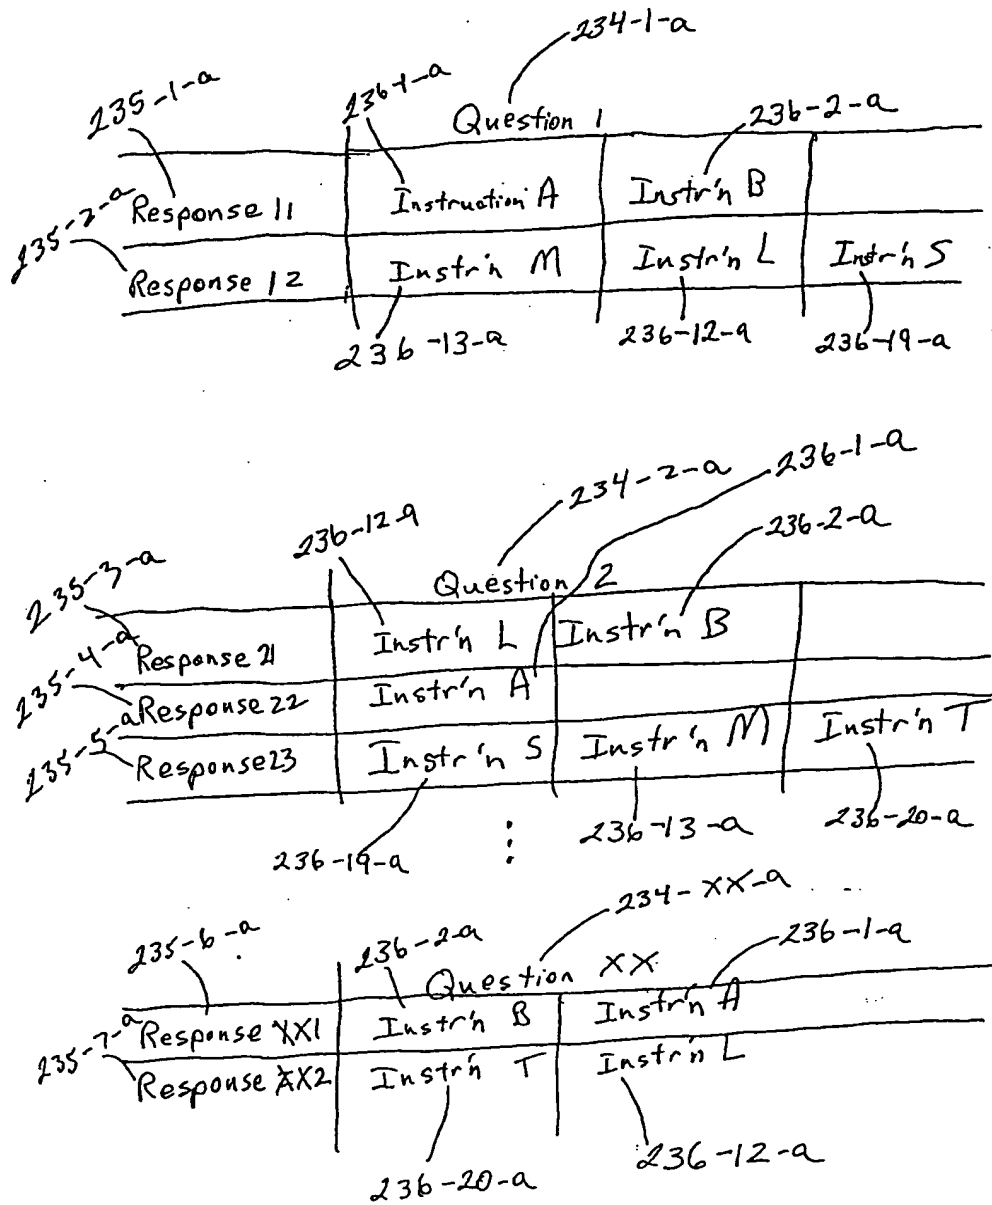 234-1-a
235-1-a 236-1-a
Question 1 236-2-a
235-2-a Response 11 Instruction A Instr'n B
Response 12 Instr'n M Instr'n L Instr'n S
236-13-a 236-12-a 236-19-a
236-12-a 234-2-a 236-1-a
236-2-a
235-3-a Question 2
235-4-a Response 21 Instr'n L Instr'n B
235-5-a Response 22 Instr'n A
Response 23 Instr'n S Instr'n M Instr'n T
236-19-a 236-13-a 236-20-a
234-XX-a
235-6-a 236-2-a Question XX 236-1-a
235-7-a Response XX1 Instr'n B Instr'n A
Response XX2 Instr'n T Instr'n L
236-20-a 236-12-a